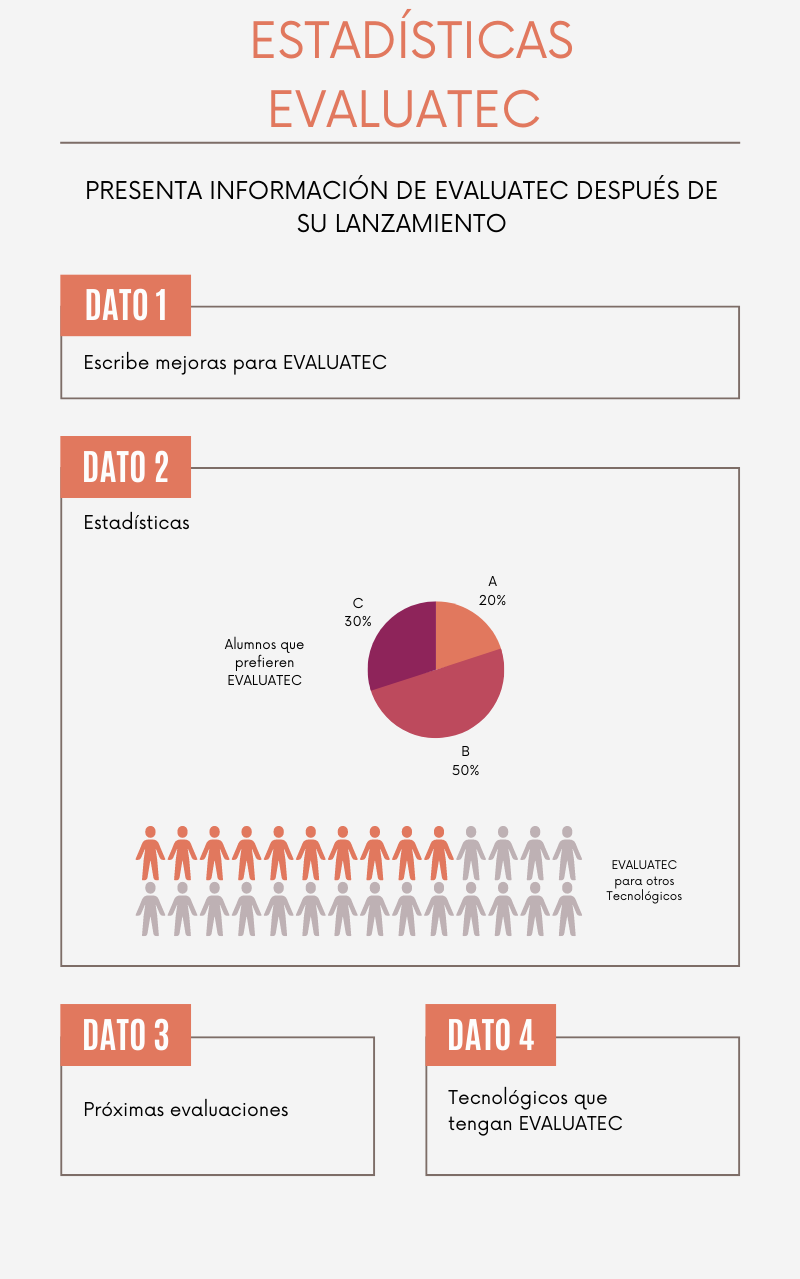 ESTADÍSTICAS
EVALUATEC
PRESENTA INFORMACIÓN DE EVALUATEC DESPUÉS DE
SU LANZAMIENTO
DATO 1
Escribe mejoras para EVALUATEC
DATO 2
Estadísticas
A
20%
C
30%
Alumnos que
prefieren
EVALUATEC
B
50%
EVALUATEC
para otros
Tecnológicos
DATO 3
Próximas evaluaciones
DATO 4
Tecnológicos que
tengan EVALUATEC